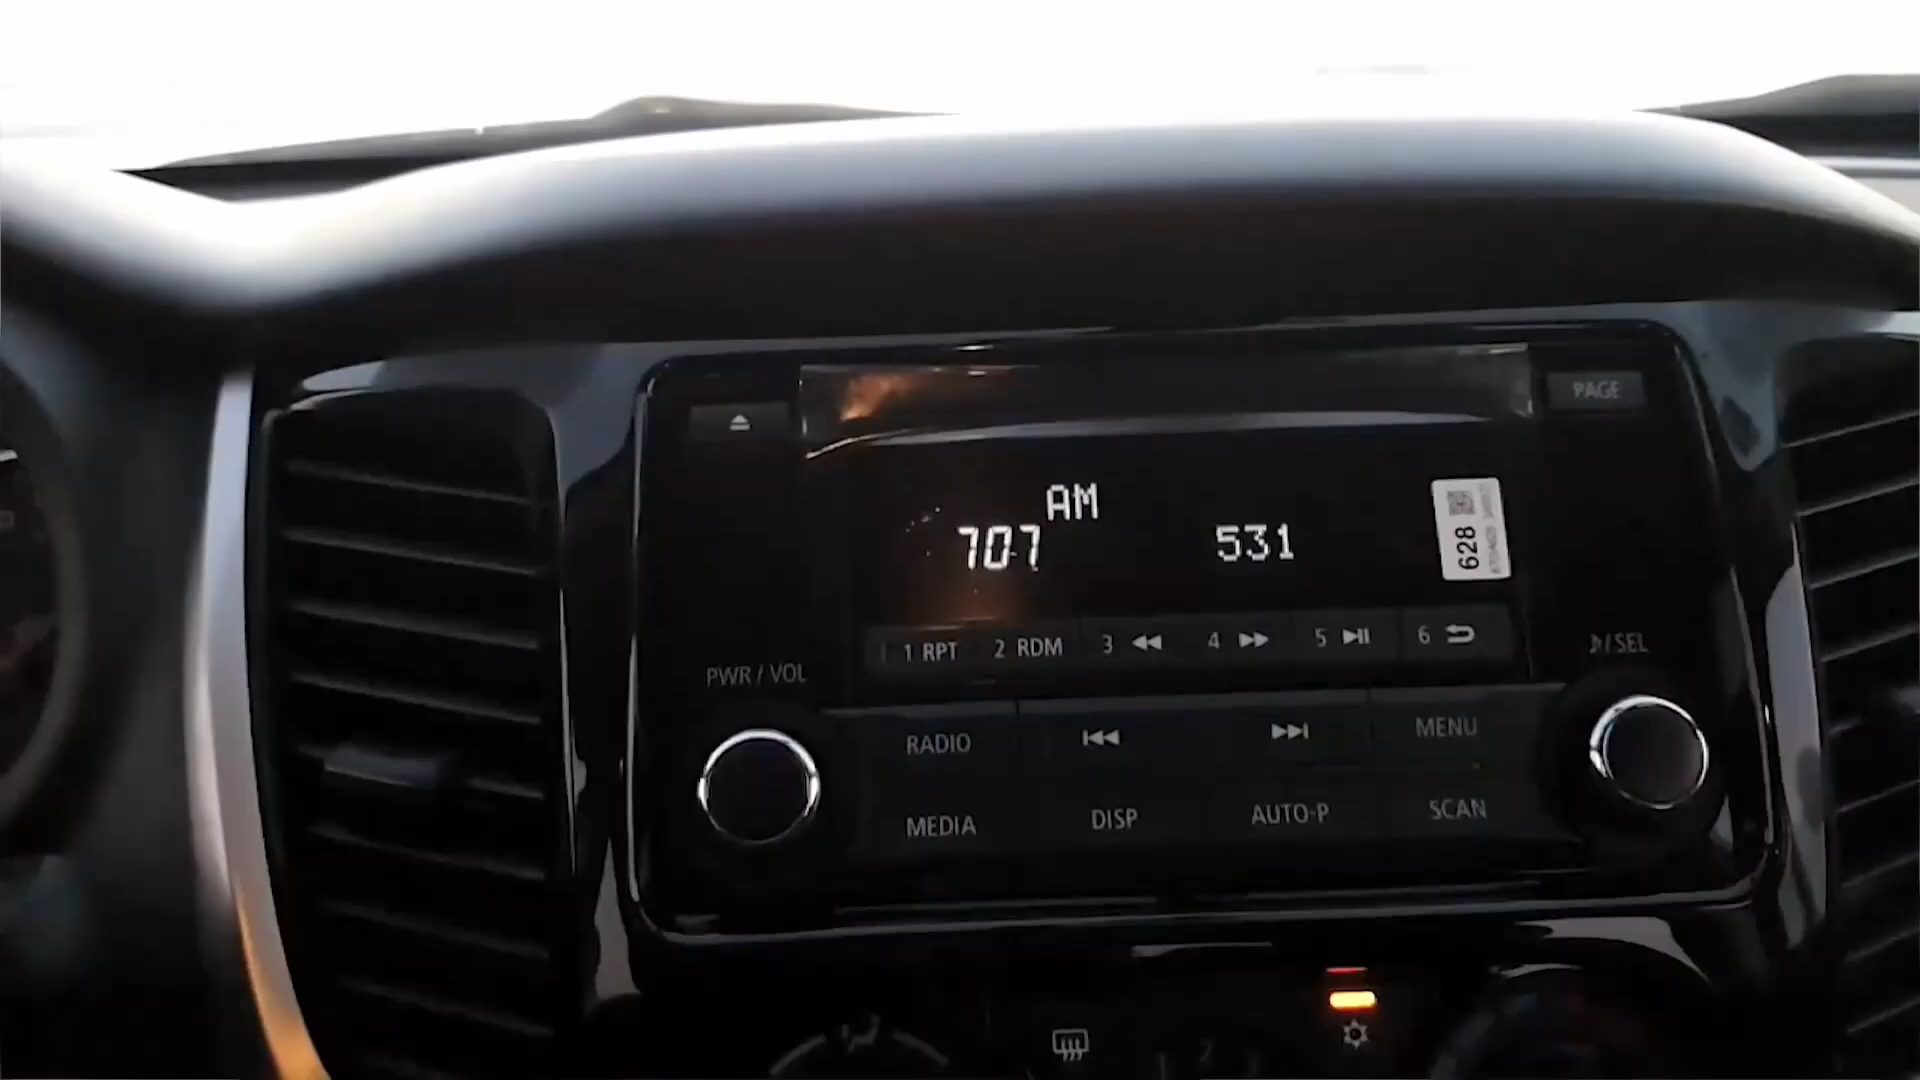 PAGE
AM
707 531
628
1 RPT 2 RDM 3 4 5 6
PWR / VOL
/SEL
RADIO MENU
MEDIA DISP AUTO-P SCAN
2